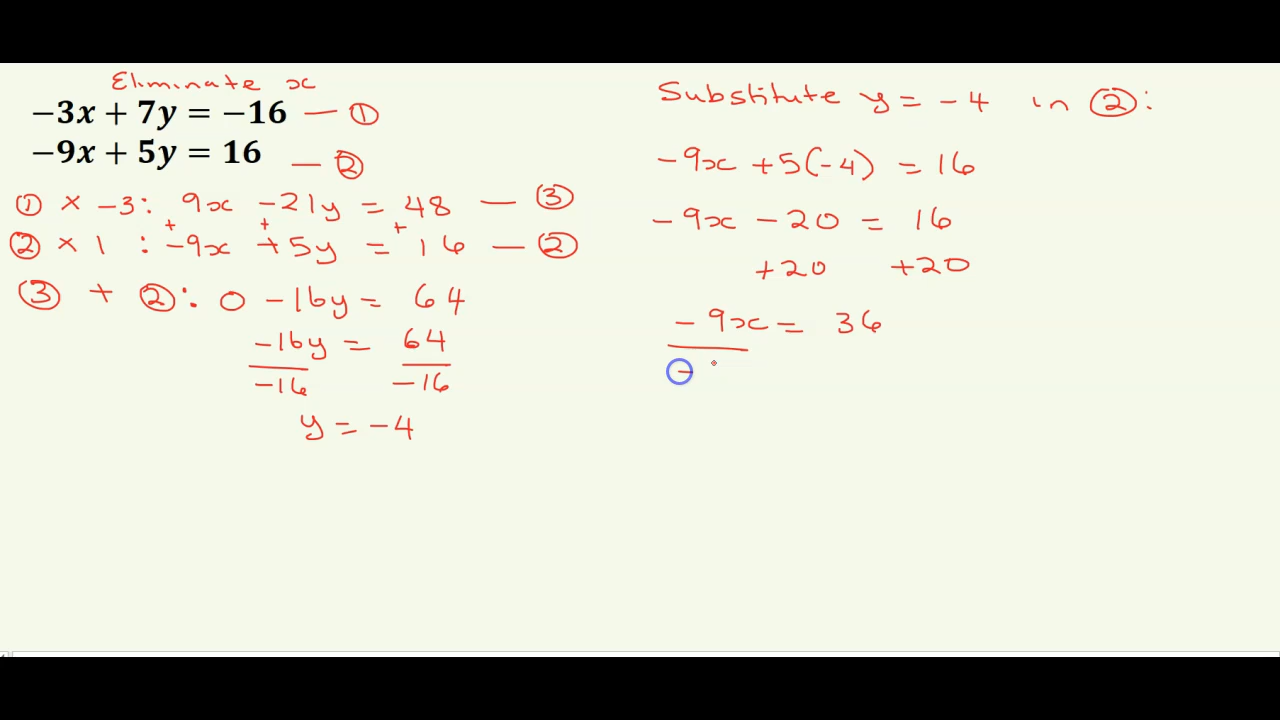 Eliminate x
−3x + 7y = −16 — ①
−9x + 5y = 16 — ②
① × −3: 9x − 21y = 48 — ③
+ + +
② × 1 : −9x + 5y = 16 — ②
③ + ②: 0 − 16y = 64
−16y = 64
−16 −16
y = −4
Substitute y = −4 in ②:
−9x + 5(−4) = 16
−9x − 20 = 16
+20 +20
−9x = 36
−